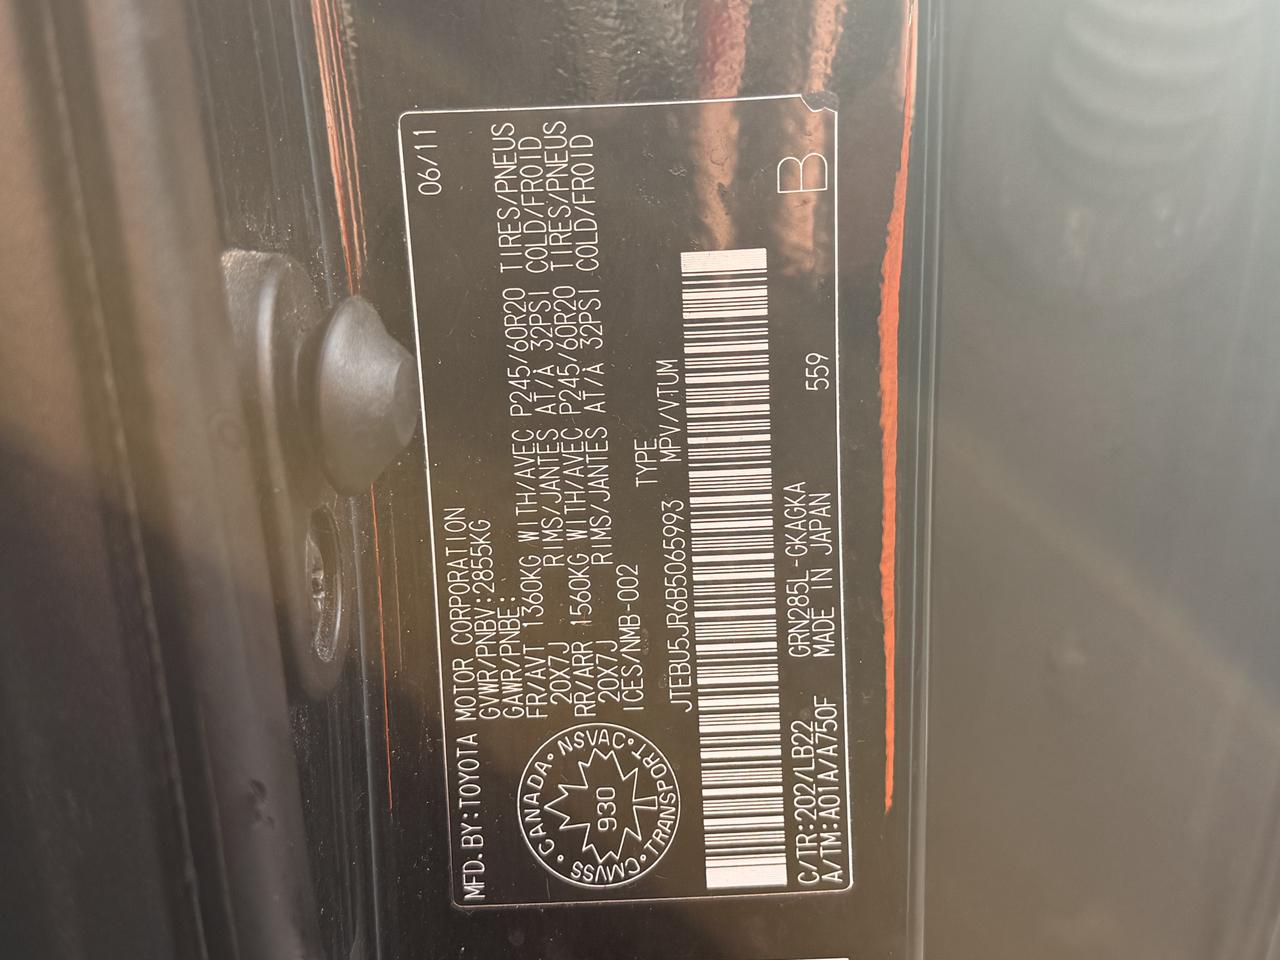 MFD.BY:TOYOTA MOTOR CORPORATION 06/11
GVWR/PNBV:2855KG
GAWR/PNBE:
FR/AVT 1360KG WITH/AVEC P245/60R20 TIRES/PNEUS
20X7J RIMS/JANTES AT/À 32PSI COLD/FROID
RR/ARR 1560KG WITH/AVEC P245/60R20 TIRES/PNEUS
20X7J RIMS/JANTES AT/À 32PSI COLD/FROID
ICES/NMB-002
TYPE
JTEBU5JR6B5065993 MPV/VTUM
CANADA • NSVAC • TRANSPORT • CMVSS •
930
T
C/TR:202/LB22 GRN285L-GKAGKA
A/TM:A01A/A750F MADE IN JAPAN 559
B